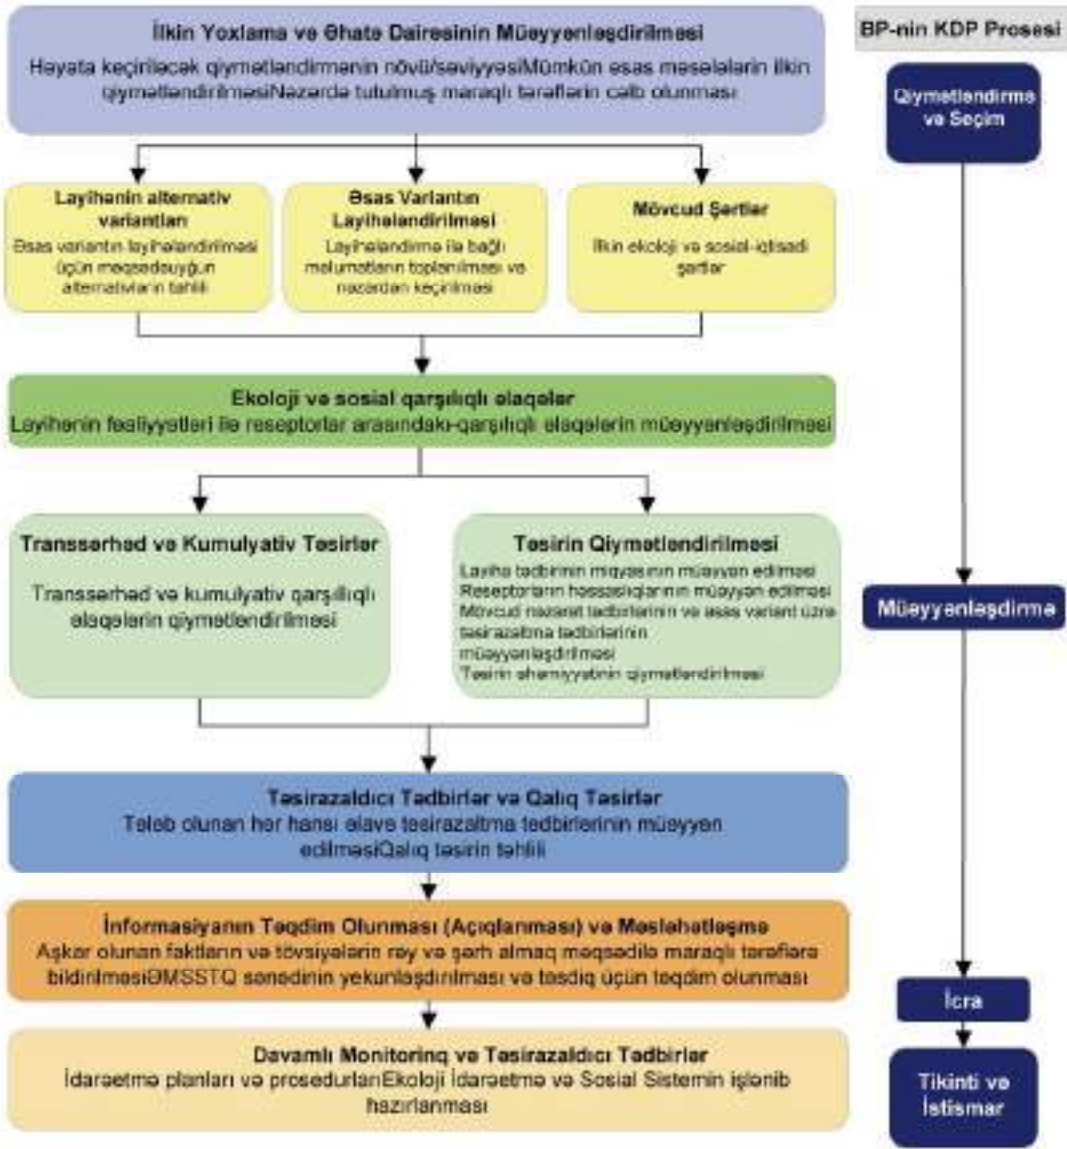 İlkin Yoxlama və Əhatə Dairəsinin Müəyyənləşdirilməsi
Həyata keçiriləcək qiymətləndirmənin növü/səviyyəsiMümkün əsas məsələlərin ilkin
qiymətləndirilməsiNəzərdə tutulmuş maraqlı tərəflərin cəlb olunması
BP-nin KDP Prosesi
Qiymətləndirmə
və Seçim
Layihənin alternativ
variantları
Əsas variantın layihələndirilməsi
üçün məqsədəuyğun
alternativlərin təhlili
Əsas Variantın
Layihələndirilməsi
Layihələndirmə ilə bağlı
məlumatların toplanılması və
nəzərdən keçirilməsi
Mövcud Şərtlər
İlkin ekoloji və sosial-iqtisadi
şərtlər
Ekoloji və sosial qarşılıqlı əlaqələr
Layihənin fəaliyyətləri ilə reseptorlar arasındakı-qarşılıqlı əlaqələrin müəyyənləşdirilməsi
Transsərhəd və Kumulyativ Təsirlər
Transsərhəd və kumulyativ qarşıllıqlı
əlaqələrin qiymətləndirilməsi
Təsirin Qiymətləndirilməsi
Layihə tədbirinin miqyasının müəyyən edilməsi
Reseptorların həssaslıqlarının müəyyən edilməsi
Mövcud nəzarət tədbirlərinin və əsas variant üzrə
təsirazaltma tədbirlərinin
müəyyənləşdirilməsi
Təsirin əhəmiyyətinin qiymətləndirilməsi
Müəyyənləşdirmə
Təsirazaldıcı Tədbirlər və Qalıq Təsirlər
Tələb olunan hər hansı əlavə təsirazaltma tədbirlərinin müəyyən
edilməsiQalıq təsirin təhlili
İnformasiyanın Təqdim Olunması (Açıqlanması) və Məsləhətləşmə
Aşkar olunan faktların və tövsiyələrin rəy və şərh almaq məqsədilə maraqlı tərəflərə
bildirilməsiƏMSSTQ sənədinin yekunlaşdırılması və təsdiq üçün təqdim olunması
İcra
Davamlı Monitorinq və Təsirazaldıcı Tədbirlər
İdarəetmə planları və prosedurlarıEkoloji İdarəetmə və Sosial Sistemin işlənib
hazırlanması
Tikinti və
İstismar